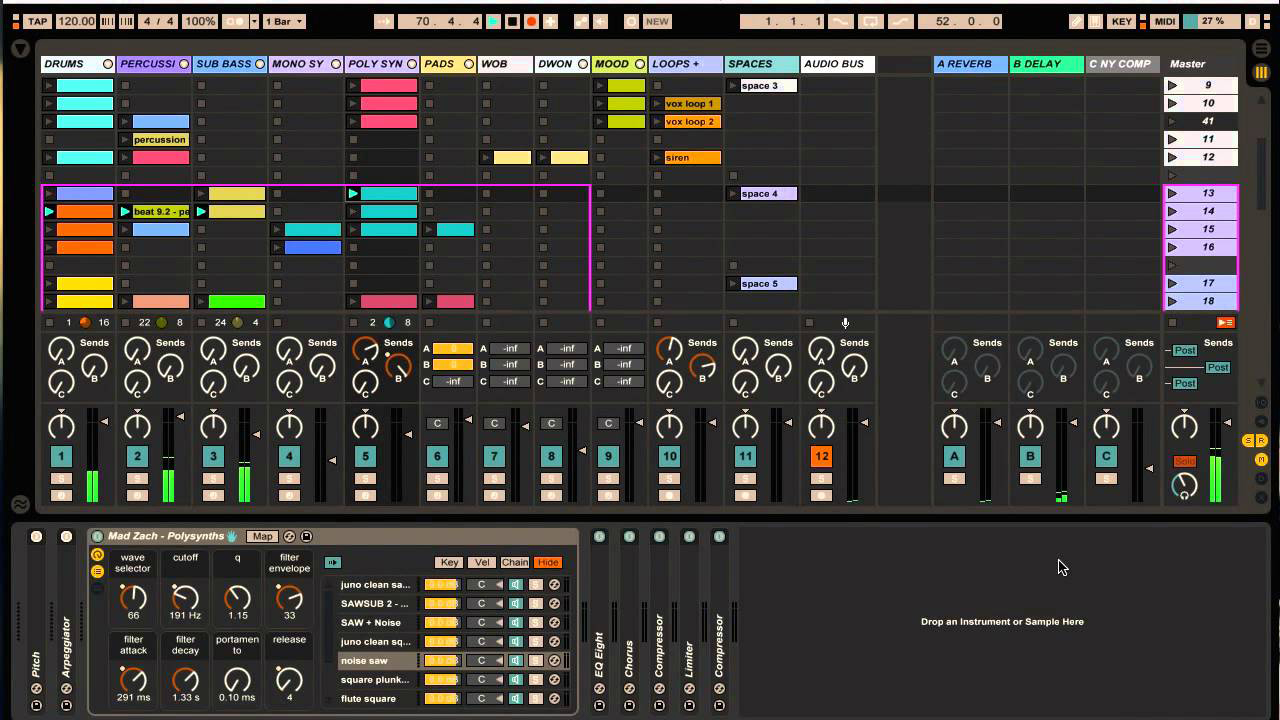 TAP 120.00 4 / 4 100% 1 Bar 70. 4. 4 NEW 1. 1. 1 52. 0. 0 KEY MIDI 27 % D
DRUMS PERCUSSI SUB BASS MONO SY POLY SYN PADS WOB DWON MOOD LOOPS + SPACES AUDIO BUS A REVERB B DELAY C NY COMP Master
space 3 9
vox loop 1 10
vox loop 2 41
percussion 11
siren 12
space 4 13
beat 9.2 - pe 14
15
16
space 5 17
18
1 16 22 8 24 4 2 8
Sends Sends Sends Sends Sends A 0 A -inf A -inf A -inf Sends Sends Sends Sends Sends Sends Sends
A A A A A B 0 B -inf B -inf B -inf A A A A A A Post
B B B B B B B B B B B Post
C C C C C C -inf C -inf C -inf C -inf C C C C C C Post
C C C C
1 2 3 4 5 6 7 8 9 10 11 12 A B C Solo
S S S S S S S S S S S S S S S
S R
M
D
X
Mad Zach - Polysynths Map
wave selector cutoff q filter envelope
66 191 Hz 1.15 33
filter attack filter decay portamen to release
291 ms 1.33 s 0.10 ms 4
Key Vel Chain Hide
juno clean sa... C S
SAWSUB 2 - ... C S
SAW + Noise C S
juno clean sq... C S
noise saw C S
square plunk... C S
flute square C S
Pitch
Arpeggiator
EQ Eight
Chorus
Compressor
Limiter
Compressor
Drop an Instrument or Sample Here